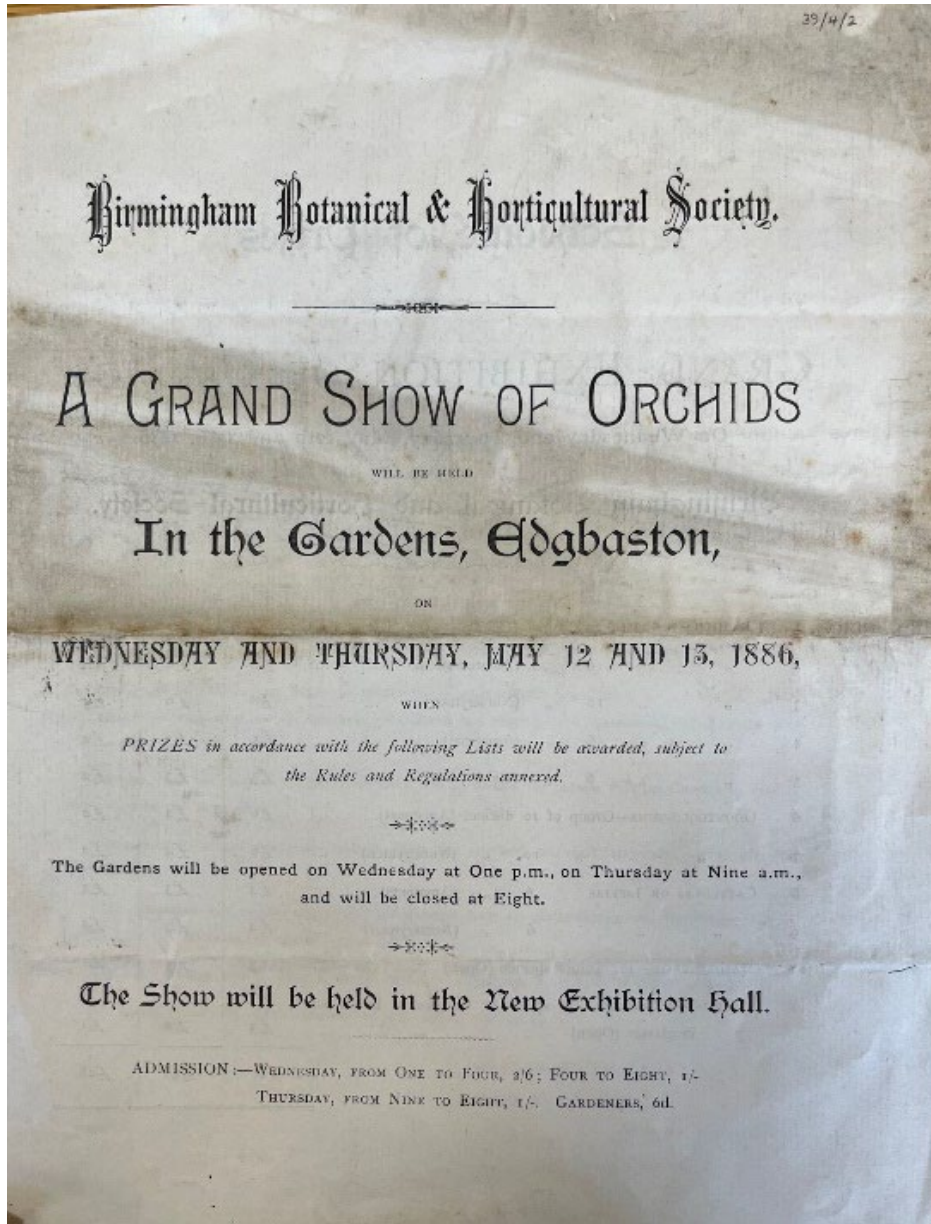 39/4/2
Birmingham Botanical & Horticultural Society.
A GRAND SHOW OF ORCHIDS
WILL BE HELD
In the Gardens, Edgbaston,
ON
WEDNESDAY AND THURSDAY, MAY 12 AND 13, 1886,
WHEN
PRIZES in accordance with the following Lists will be awarded, subject to
the Rules and Regulations annexed.
The Gardens will be opened on Wednesday at One p.m., on Thursday at Nine a.m.,
and will be closed at Eight.
The Show will be held in the New Exhibition Hall.
ADMISSION:—WEDNESDAY, FROM ONE TO FOUR, 2/6; FOUR TO EIGHT, 1/-
THURSDAY, FROM NINE TO EIGHT, 1/-. GARDENERS, 6d.